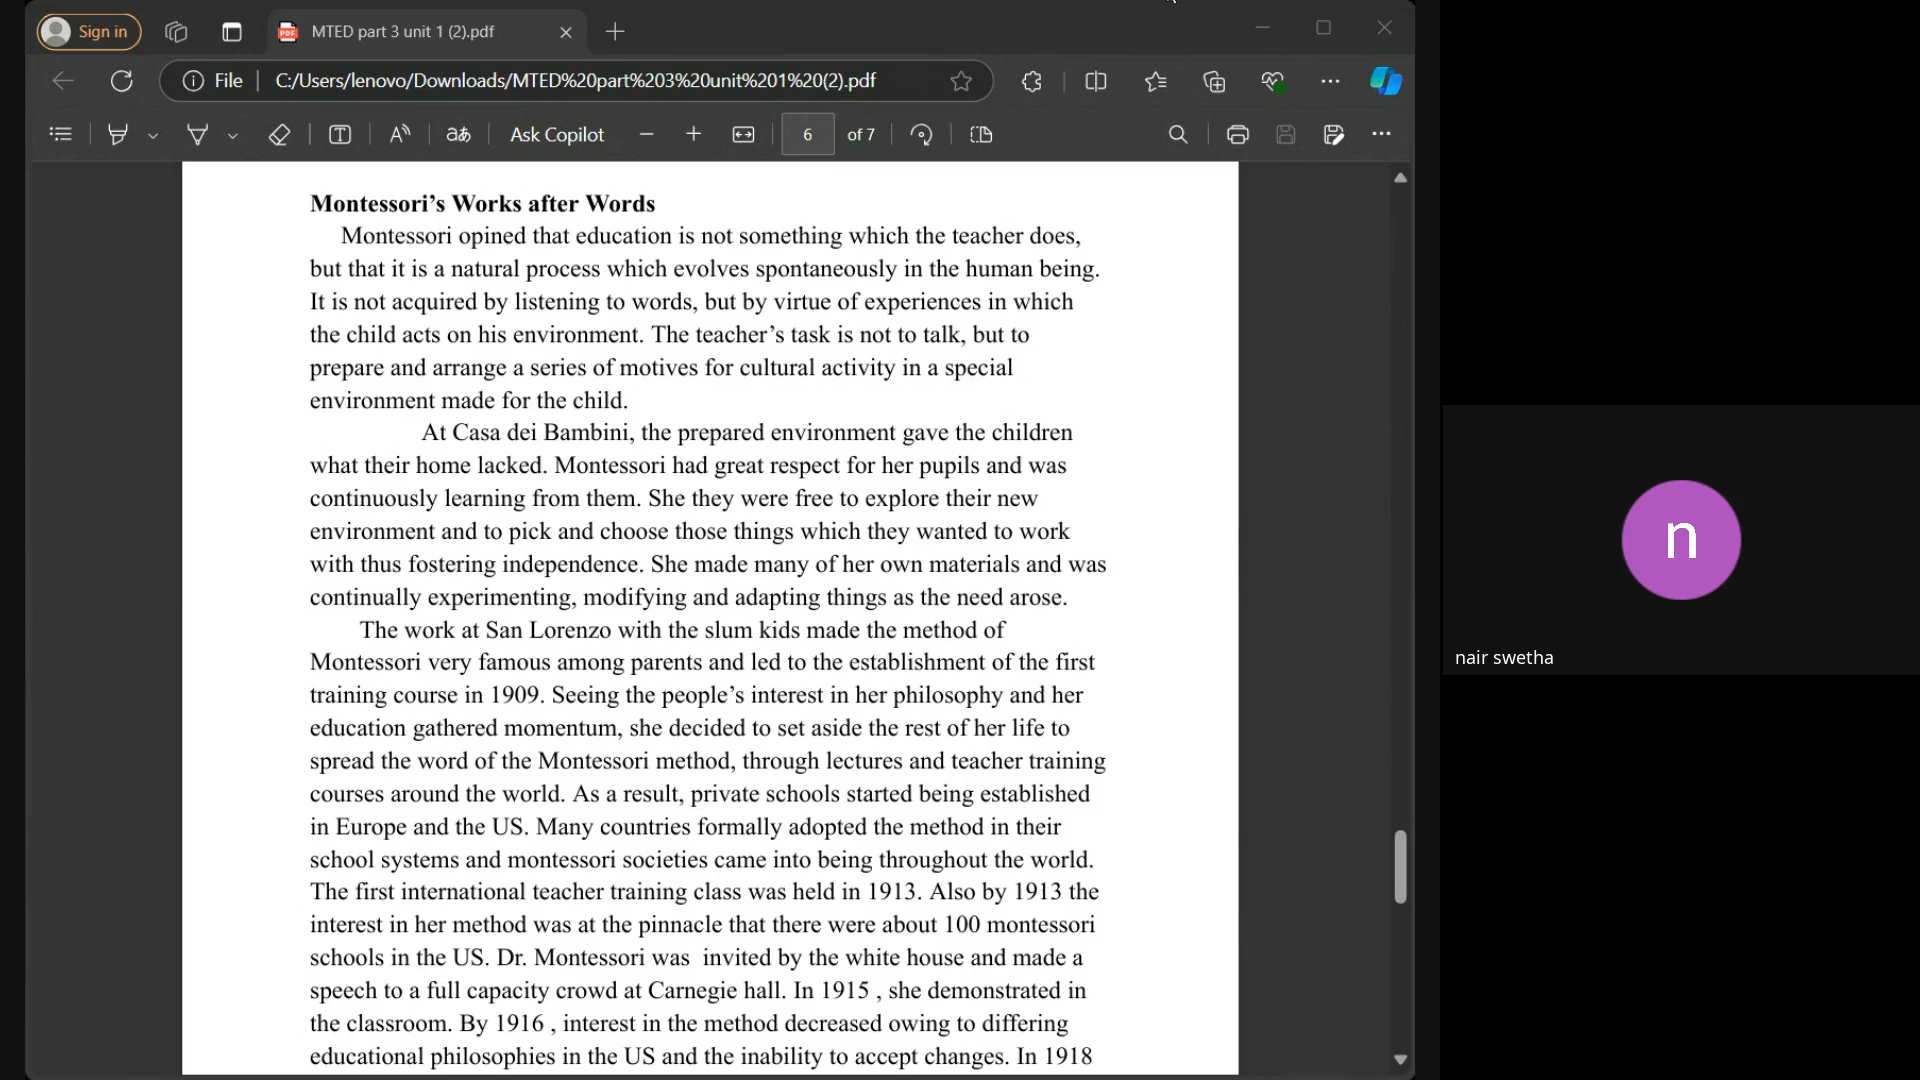 Sign in
MTED part 3 unit 1 (2).pdf
File
C:/Users/lenovo/Downloads/MTED%20part%203%20unit%201%20(2).pdf
Ask Copilot
6 of 7
Montessori’s Works after Words
Montessori opined that education is not something which the teacher does,
but that it is a natural process which evolves spontaneously in the human being.
It is not acquired by listening to words, but by virtue of experiences in which
the child acts on his environment. The teacher’s task is not to talk, but to
prepare and arrange a series of motives for cultural activity in a special
environment made for the child.
At Casa dei Bambini, the prepared environment gave the children
what their home lacked. Montessori had great respect for her pupils and was
continuously learning from them. She they were free to explore their new
environment and to pick and choose those things which they wanted to work
with thus fostering independence. She made many of her own materials and was
continually experimenting, modifying and adapting things as the need arose.
The work at San Lorenzo with the slum kids made the method of
Montessori very famous among parents and led to the establishment of the first
training course in 1909. Seeing the people’s interest in her philosophy and her
education gathered momentum, she decided to set aside the rest of her life to
spread the word of the Montessori method, through lectures and teacher training
courses around the world. As a result, private schools started being established
in Europe and the US. Many countries formally adopted the method in their
school systems and montessori societies came into being throughout the world.
The first international teacher training class was held in 1913. Also by 1913 the
interest in her method was at the pinnacle that there were about 100 montessori
schools in the US. Dr. Montessori was  invited by the white house and made a
speech to a full capacity crowd at Carnegie hall. In 1915 , she demonstrated in
the classroom. By 1916 , interest in the method decreased owing to differing
educational philosophies in the US and the inability to accept changes. In 1918
n
nair swetha